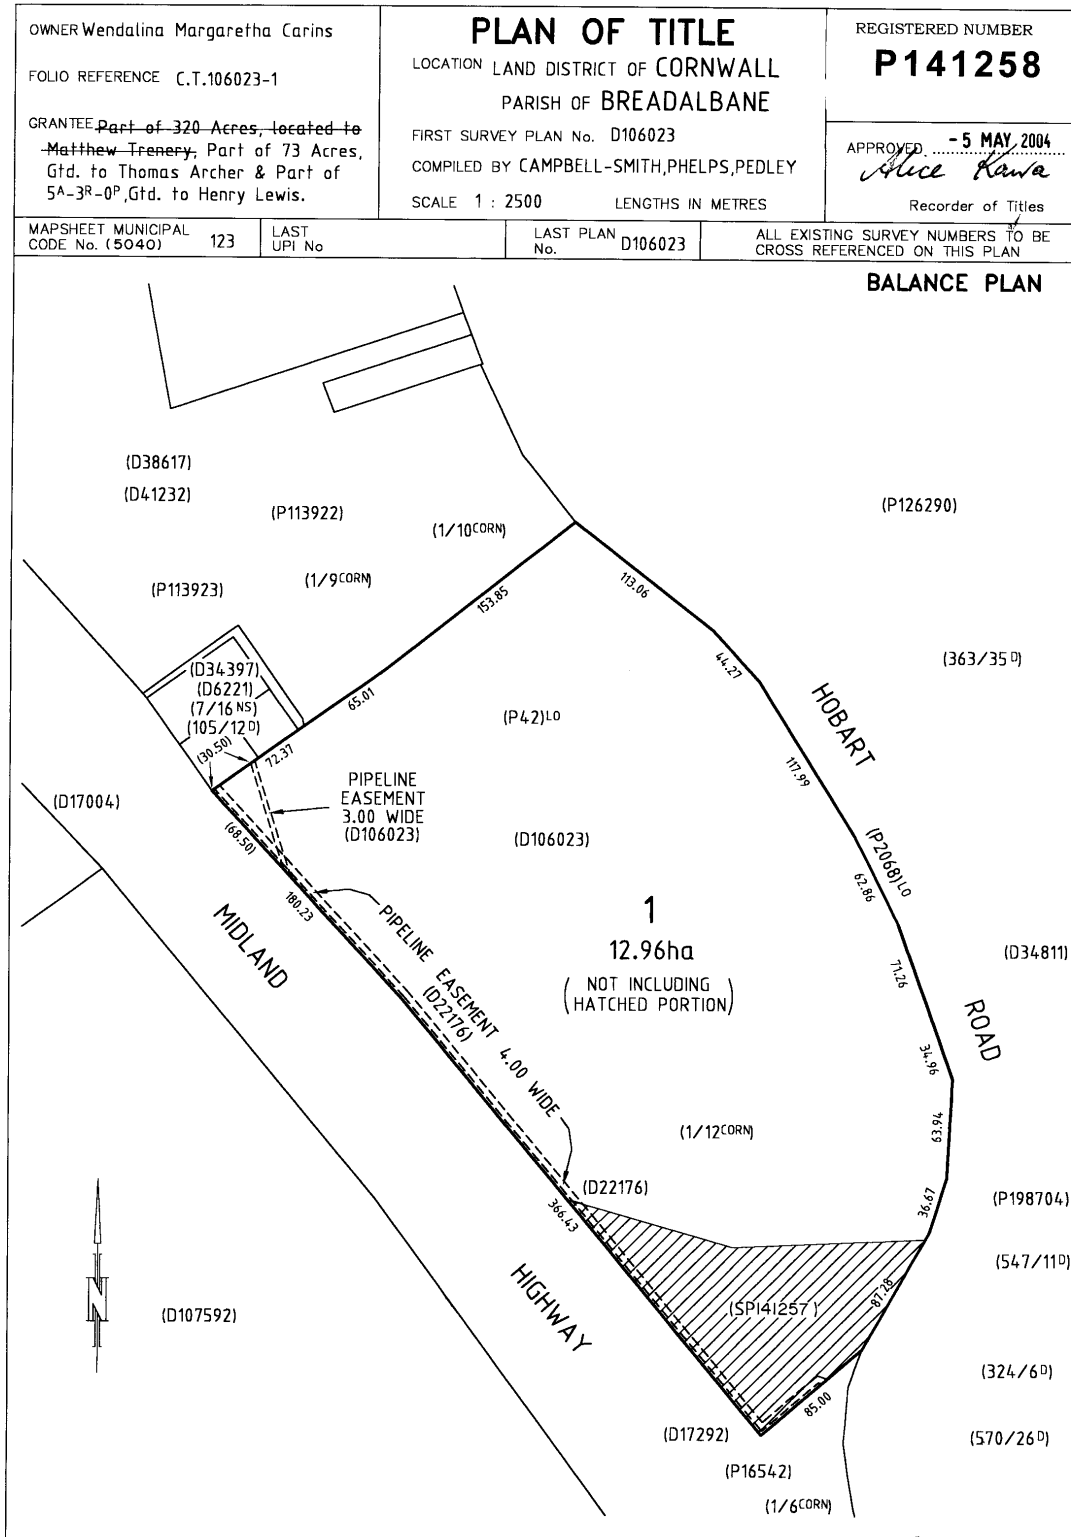 OWNER Wendalina Margaretha Carins
FOLIO REFERENCE C.T.106023-1
GRANTEE Part of 320 Acres, located to
Matthew Trenery, Part of 73 Acres,
Gtd. to Thomas Archer & Part of
5A-3R-0P, Gtd. to Henry Lewis.
PLAN OF TITLE
LOCATION LAND DISTRICT OF CORNWALL
PARISH OF BREADALBANE
FIRST SURVEY PLAN No. D106023
COMPILED BY CAMPBELL-SMITH,PHELPS,PEDLEY
SCALE 1 : 2500 LENGTHS IN METRES
REGISTERED NUMBER
P141258
APPROVED - 5 MAY 2004
Alice Kawa
Recorder of Titles
MAPSHEET MUNICIPAL
CODE No. (5040) 123
LAST
UPI No
LAST PLAN
No. D106023
ALL EXISTING SURVEY NUMBERS TO BE
CROSS REFERENCED ON THIS PLAN
BALANCE PLAN
(D38617)
(D41232)
(P113922)
(1/10CORN)
(P126290)
(P113923)
(1/9CORN)
153.85
113.06
44.27
(363/35D)
(D34397)
(D6221)
(7/16NS)
(105/12D)
(30.50)
65.01
72.37
(P42)LO
HOBART
117.99
(D17004)
PIPELINE
EASEMENT
3.00 WIDE
(D106023)
(D106023)
(68.50)
180.23
(P2068)LO
62.86
MIDLAND
PIPELINE EASEMENT 4.00 WIDE
(D22176)
1
12.96ha
( NOT INCLUDING
HATCHED PORTION )
71.26
(D34811)
ROAD
34.96
63.94
(1/12CORN)
(D22176)
366.43
36.67
(P198704)
(547/11D)
N
HIGHWAY
(D107592)
(SP141257)
87.28
85.00
(324/6D)
(D17292)
(570/26D)
(P16542)
(1/6CORN)